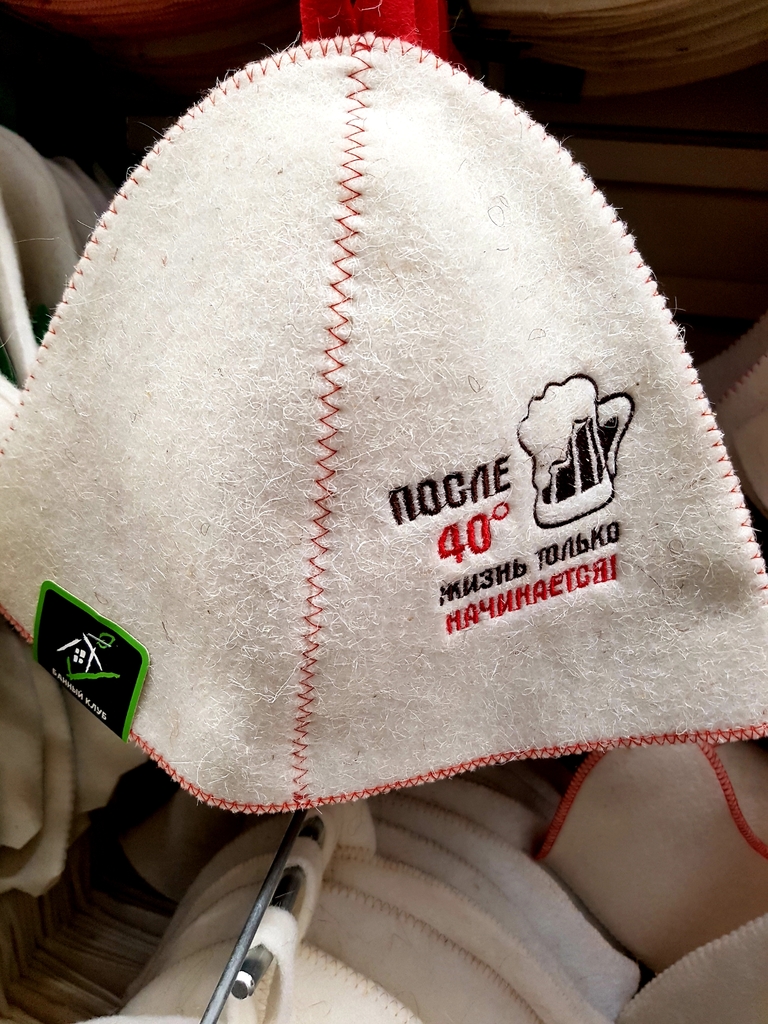 ПОСЛЕ
40°
ЖИЗНЬ ТОЛЬКО
НАЧИНАЕТСЯ!
БАННЫЙ КЛУБ